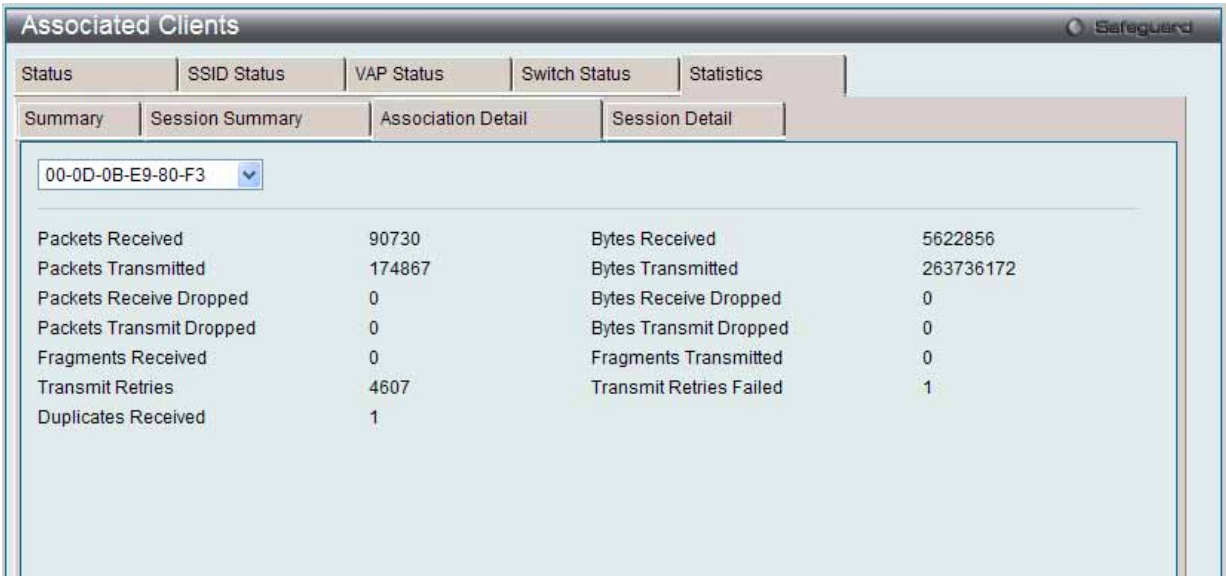 Associated Clients Safeguard
Status SSID Status VAP Status Switch Status Statistics
Summary Session Summary Association Detail Session Detail
00-0D-0B-E9-80-F3
Packets Received 90730 Bytes Received 5622856
Packets Transmitted 174867 Bytes Transmitted 263736172
Packets Receive Dropped 0 Bytes Receive Dropped 0
Packets Transmit Dropped 0 Bytes Transmit Dropped 0
Fragments Received 0 Fragments Transmitted 0
Transmit Retries 4607 Transmit Retries Failed 1
Duplicates Received 1